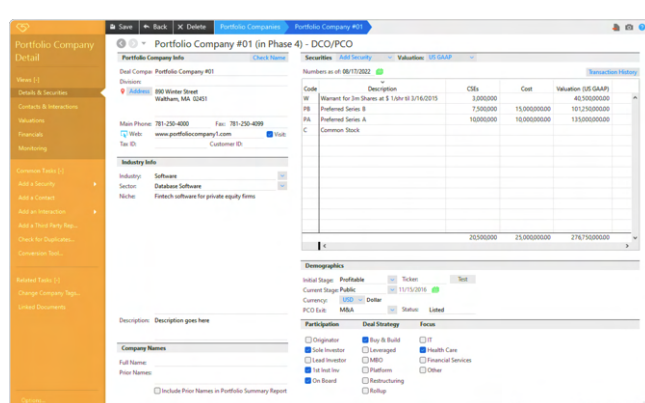 Save Back Delete Portfolio Companies Portfolio Company #01
Portfolio Company Detail
Views [-]
Details & Securities
Contacts & Interactions
Valuations
Financials
Monitoring
Common Tasks [-]
Add a Security
Add a Contact
Add an Interaction
Add a Third Party Rep...
Check for Duplicates...
Conversion Tool...
Related Tasks [-]
Change Company Tags...
Linked Documents
Options...
Portfolio Company #01 (in Phase 4) - DCO/PCO
Portfolio Company Info Check Name
Deal Compa: Portfolio Company #01
Division:
Address 890 Winter Street
Waltham, MA 02451
Main Phone: 781-250-4000 Fax: 781-250-4099
Web: www.portfoliocompany1.com Visit
Tax ID: Customer ID:
Industry Info
Industry: Software
Sector: Database Software
Niche: Fintech software for private equity firms
Description: Description goes here
Company Names
Full Name:
Prior Names:
Include Prior Names in Portfolio Summary Report
Securities Add Security Valuation: US GAAP
Numbers as of: 08/17/2022 Transaction History
Code Description CSEs Cost Valuation (US GAAP)
W Warrant for 3m Shares at $ 1/shr til 3/16/2015 3,000,000 40,500,000.00
PB Preferred Series B 7,500,000 15,000,000.00 101,250,000.00
PA Preferred Series A 10,000,000 10,000,000.00 135,000,000.00
C Common Stock
20,500,000 25,000,000.00 276,750,000.00
Demographics
Initial Stage: Profitable Ticker: Test
Current Stage: Public 11/15/2016
Currency: USD Dollar
PCO Exit: M&A Status: Listed
Participation Deal Strategy Focus
Originator Buy & Build IT
Sole Investor Leveraged Health Care
Lead Investor MBO Financial Services
1st Inst Inv Platform Other
On Board Restructuring
Rollup